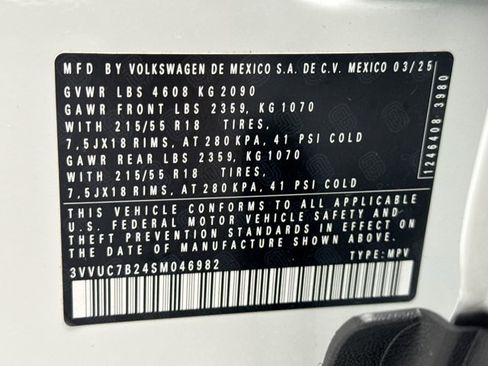 MFD BY VOLKSWAGEN DE MEXICO S.A. DE C.V. MEXICO 03/25
GVWR LBS 4608 KG 2090
GAWR FRONT LBS 2359, KG 1070
WITH 215/55 R18 TIRES,
7,5JX18 RIMS, AT 280 KPA, 41 PSI COLD
GAWR REAR LBS 2359, KG 1070
WITH 215/55 R18 TIRES,
7,5JX18 RIMS, AT 280 KPA, 41 PSI COLD
THIS VEHICLE CONFORMS TO ALL APPLICABLE
U.S. FEDERAL MOTOR VEHICLE SAFETY AND
THEFT PREVENTION STANDARDS IN EFFECT ON
THE DATE OF MANUFACTURE SHOWN ABOVE.
3VVUC7B24SM046982 TYPE: MPV
1246408 3980